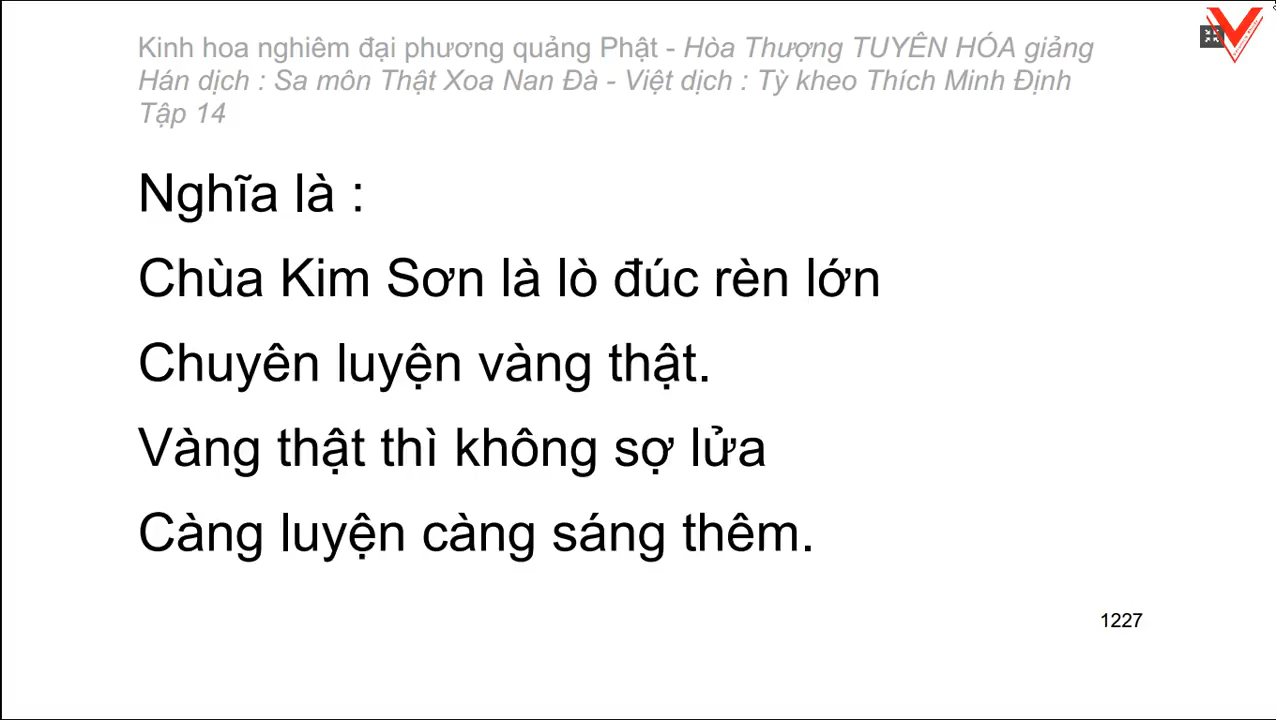 Kinh hoa nghiêm đại phương quảng Phật - Hòa Thượng TUYÊN HÓA giảng
Hán dịch : Sa môn Thật Xoa Nan Đà - Việt dịch : Tỳ kheo Thích Minh Định
Tập 14
Nghĩa là :
Chùa Kim Sơn là lò đúc rèn lớn
Chuyên luyện vàng thật.
Vàng thật thì không sợ lửa
Càng luyện càng sáng thêm.
1227